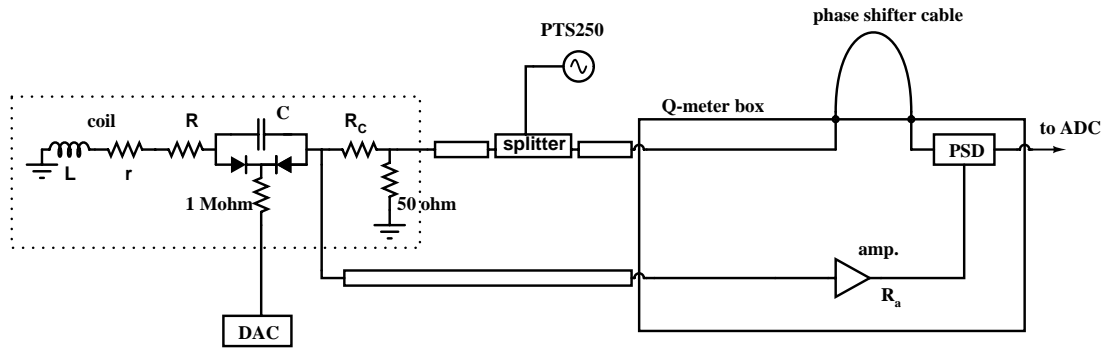 phase shifter cable
PTS250
Q-meter box
coil
R
C
R_C
splitter
to ADC
PSD
L
r
1 Mohm
50 ohm
amp.
R_a
DAC